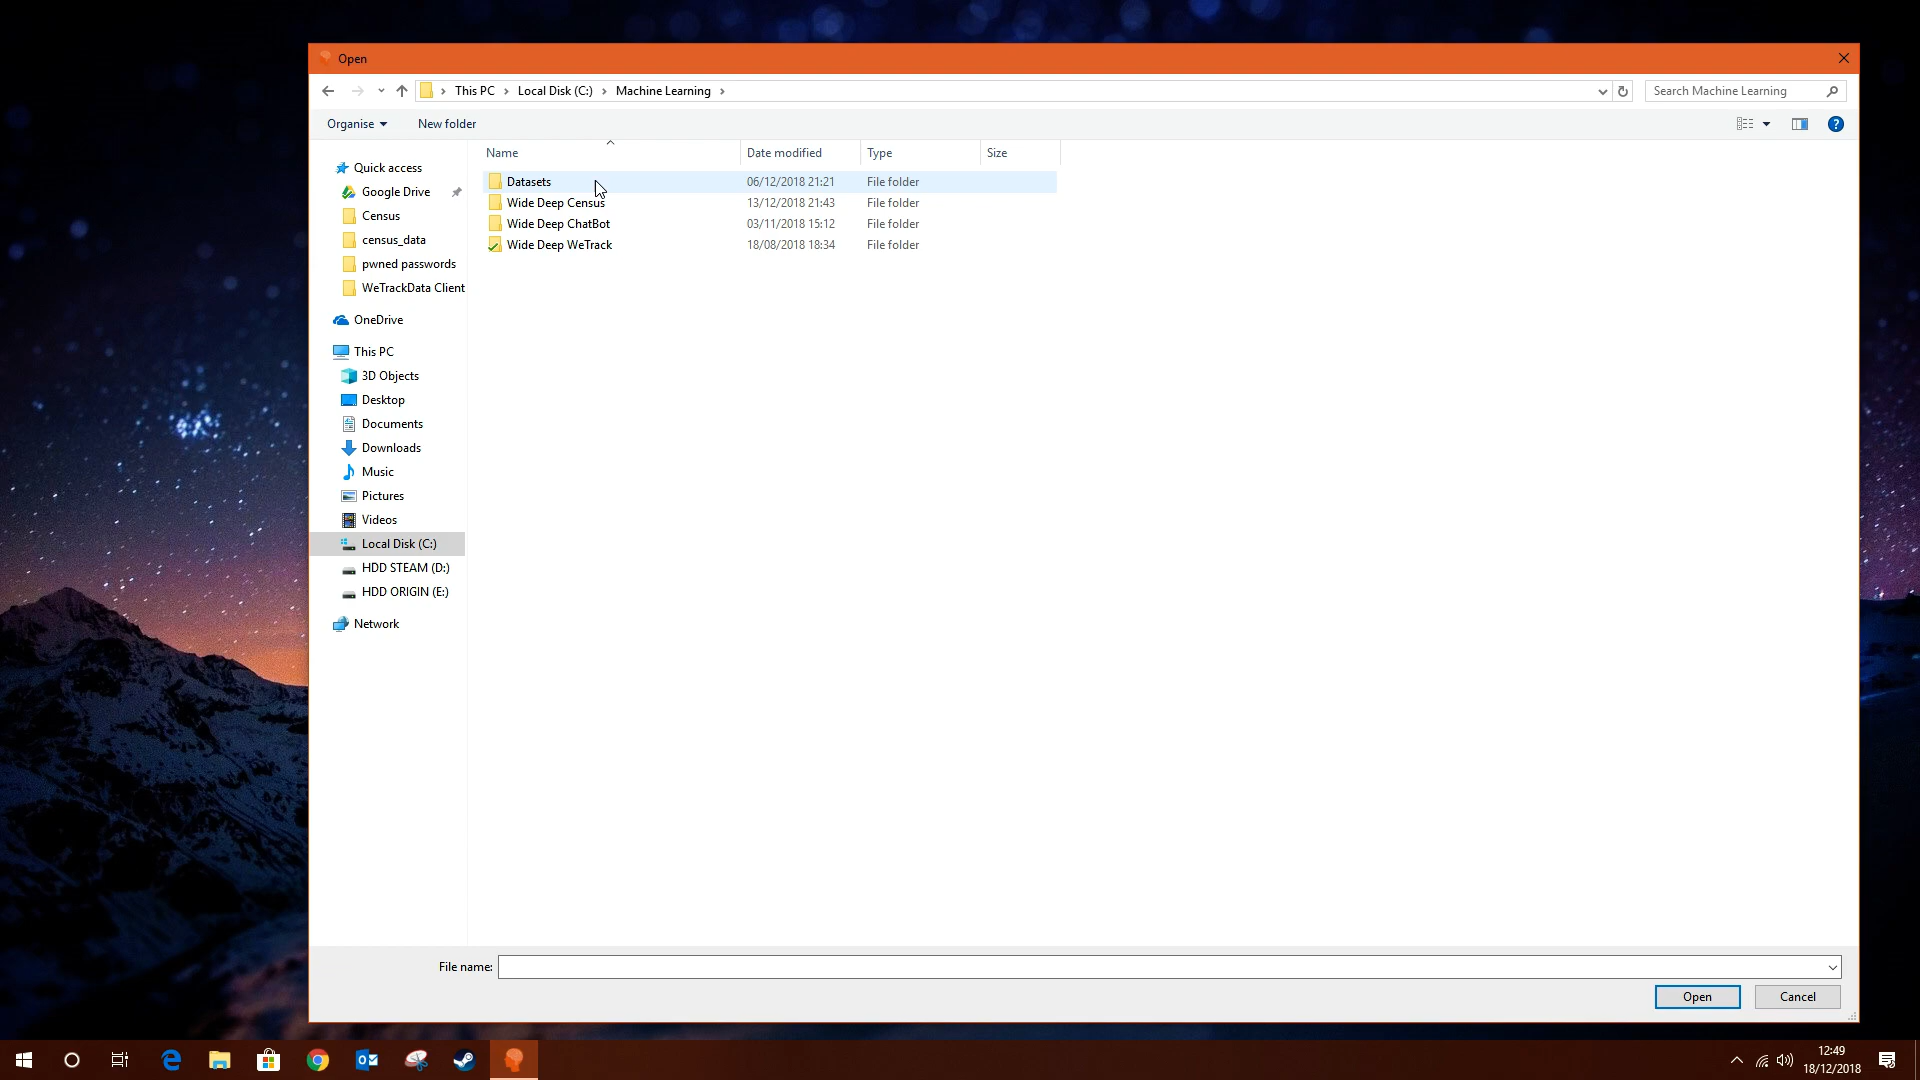 Open
This PC Local Disk (C:) Machine Learning
Search Machine Learning
Organise New folder
Name Date modified Type Size
Datasets 06/12/2018 21:21 File folder
Wide Deep Census 13/12/2018 21:43 File folder
Wide Deep ChatBot 03/11/2018 15:12 File folder
Wide Deep WeTrack 18/08/2018 18:34 File folder
Quick access
Google Drive
Census
census_data
pwned passwords
WeTrackData Client
OneDrive
This PC
3D Objects
Desktop
Documents
Downloads
Music
Pictures
Videos
Local Disk (C:)
HDD STEAM (D:)
HDD ORIGIN (E:)
Network
File name:
Open Cancel
12:49
18/12/2018